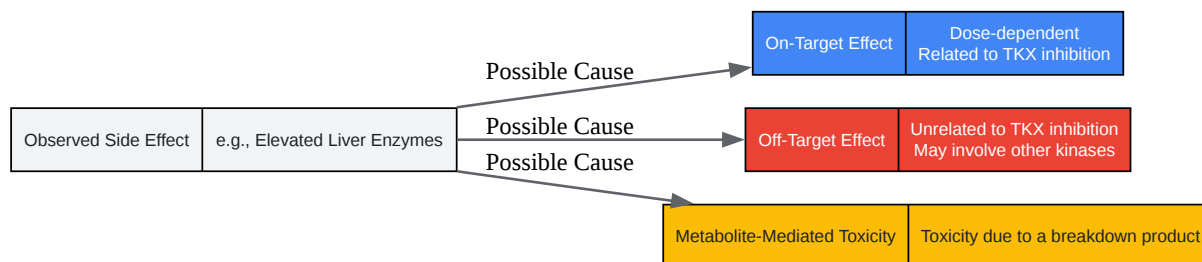 Observed Side Effect
e.g., Elevated Liver Enzymes
Possible Cause
Possible Cause
Possible Cause
On-Target Effect
Dose-dependent
Related to TKX inhibition
Off-Target Effect
Unrelated to TKX inhibition
May involve other kinases
Metabolite-Mediated Toxicity
Toxicity due to a breakdown product